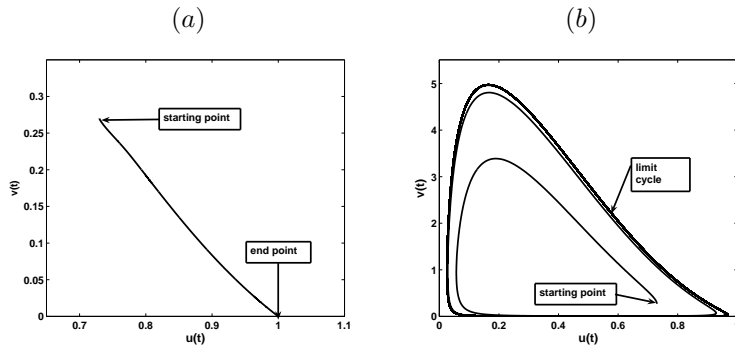 (a)
0.3
0.25
0.2
0.15
0.1
0.05
0
v(t)
starting point
end point
0.7 0.8 0.9 1 1.1
u(t)
(b)
5
4
3
2
1
0
v(t)
limit
cycle
starting point
0 0.2 0.4 0.6 0.8
u(t)